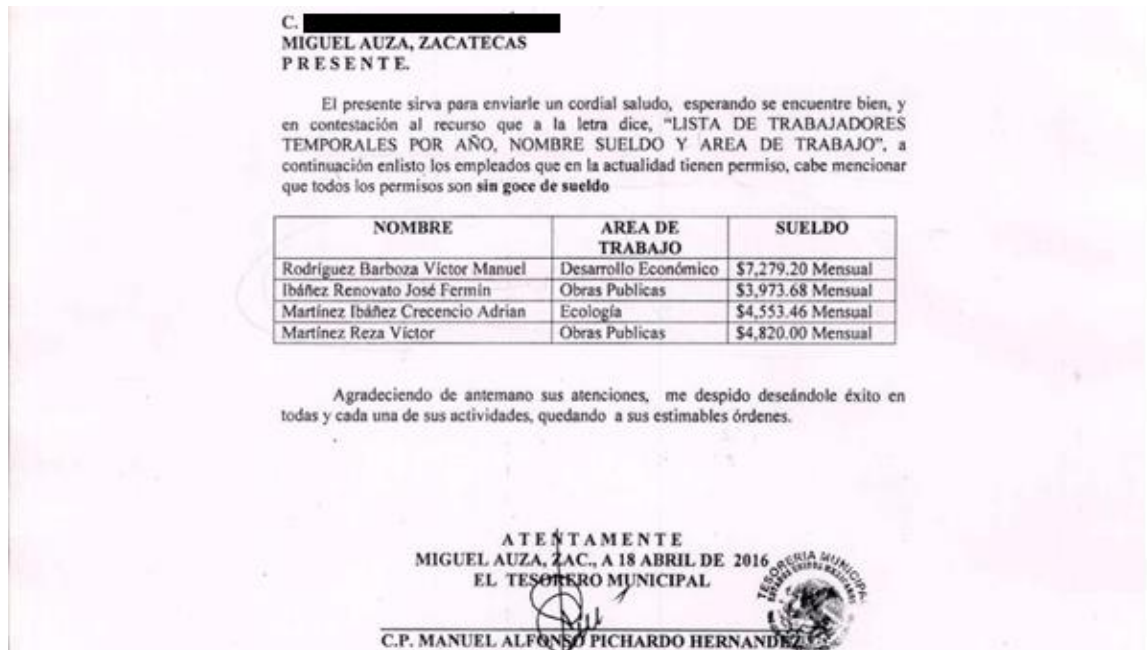 C.
MIGUEL AUZA, ZACATECAS
P R E S E N T E.
El presente sirva para enviarle un cordial saludo, esperando se encuentre bien, y
en contestación al recurso que a la letra dice, “LISTA DE TRABAJADORES
TEMPORALES POR AÑO, NOMBRE SUELDO Y AREA DE TRABAJO”, a
continuación enlisto los empleados que en la actualidad tienen permiso, cabe mencionar
que todos los permisos son sin goce de sueldo
NOMBRE AREA DE TRABAJO SUELDO
Rodríguez Barboza Víctor Manuel Desarrollo Económico $7,279.20 Mensual
Ibáñez Renovato José Fermín Obras Publicas $3,973.68 Mensual
Martínez Ibáñez Crecencio Adrian Ecología $4,553.46 Mensual
Martínez Reza Víctor Obras Publicas $4,820.00 Mensual
Agradeciendo de antemano sus atenciones, me despido deseándole éxito en
todas y cada una de sus actividades, quedando a sus estimables órdenes.
A T E N T A M E N T E
MIGUEL AUZA, ZAC., A 18 ABRIL DE 2016
EL TESORERO MUNICIPAL
C.P. MANUEL ALFONSO PICHARDO HERNANDEZ
TESORERIA MUNICIPAL
ESTADOS UNIDOS MEXICANOS